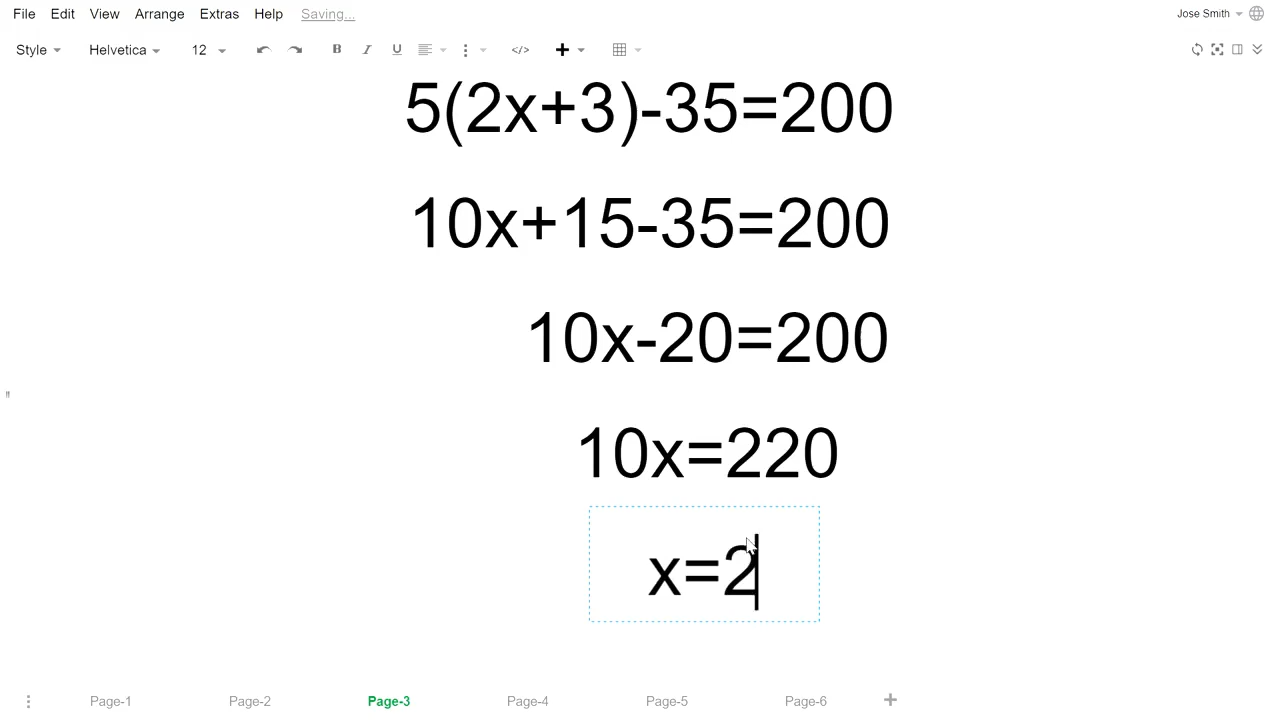 File Edit View Arrange Extras Help Saving... Jose Smith
Style Helvetica 12 B I U </>
5(2x+3)-35=200
10x+15-35=200
10x-20=200
10x=220
x=2
Page-1 Page-2 Page-3 Page-4 Page-5 Page-6 +